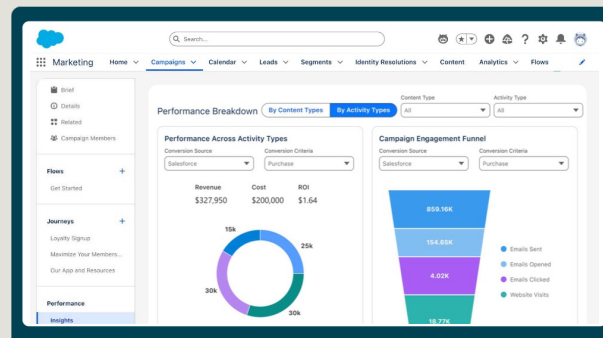 Search...
Marketing Home Campaigns Calendar Leads Segments Identity Resolutions Content Analytics Flows
Brief
Details
Related
Campaign Members
Flows +
Get Started
Journeys +
Loyalty Signup
Maximize Your Members...
Our App and Resources
Performance
Insights
Content Type
Activity Type
Performance Breakdown By Content Types By Activity Types All All
Performance Across Activity Types
Conversion Source Conversion Criteria
Salesforce Purchase
Revenue Cost ROI
$327,950 $200,000 $1.64
15k
25k
30k
30k
Campaign Engagement Funnel
Conversion Source Conversion Criteria
Salesforce Purchase
859.16K
154.65K
4.02K
18.77K
Emails Sent
Emails Opened
Emails Clicked
Website Visits